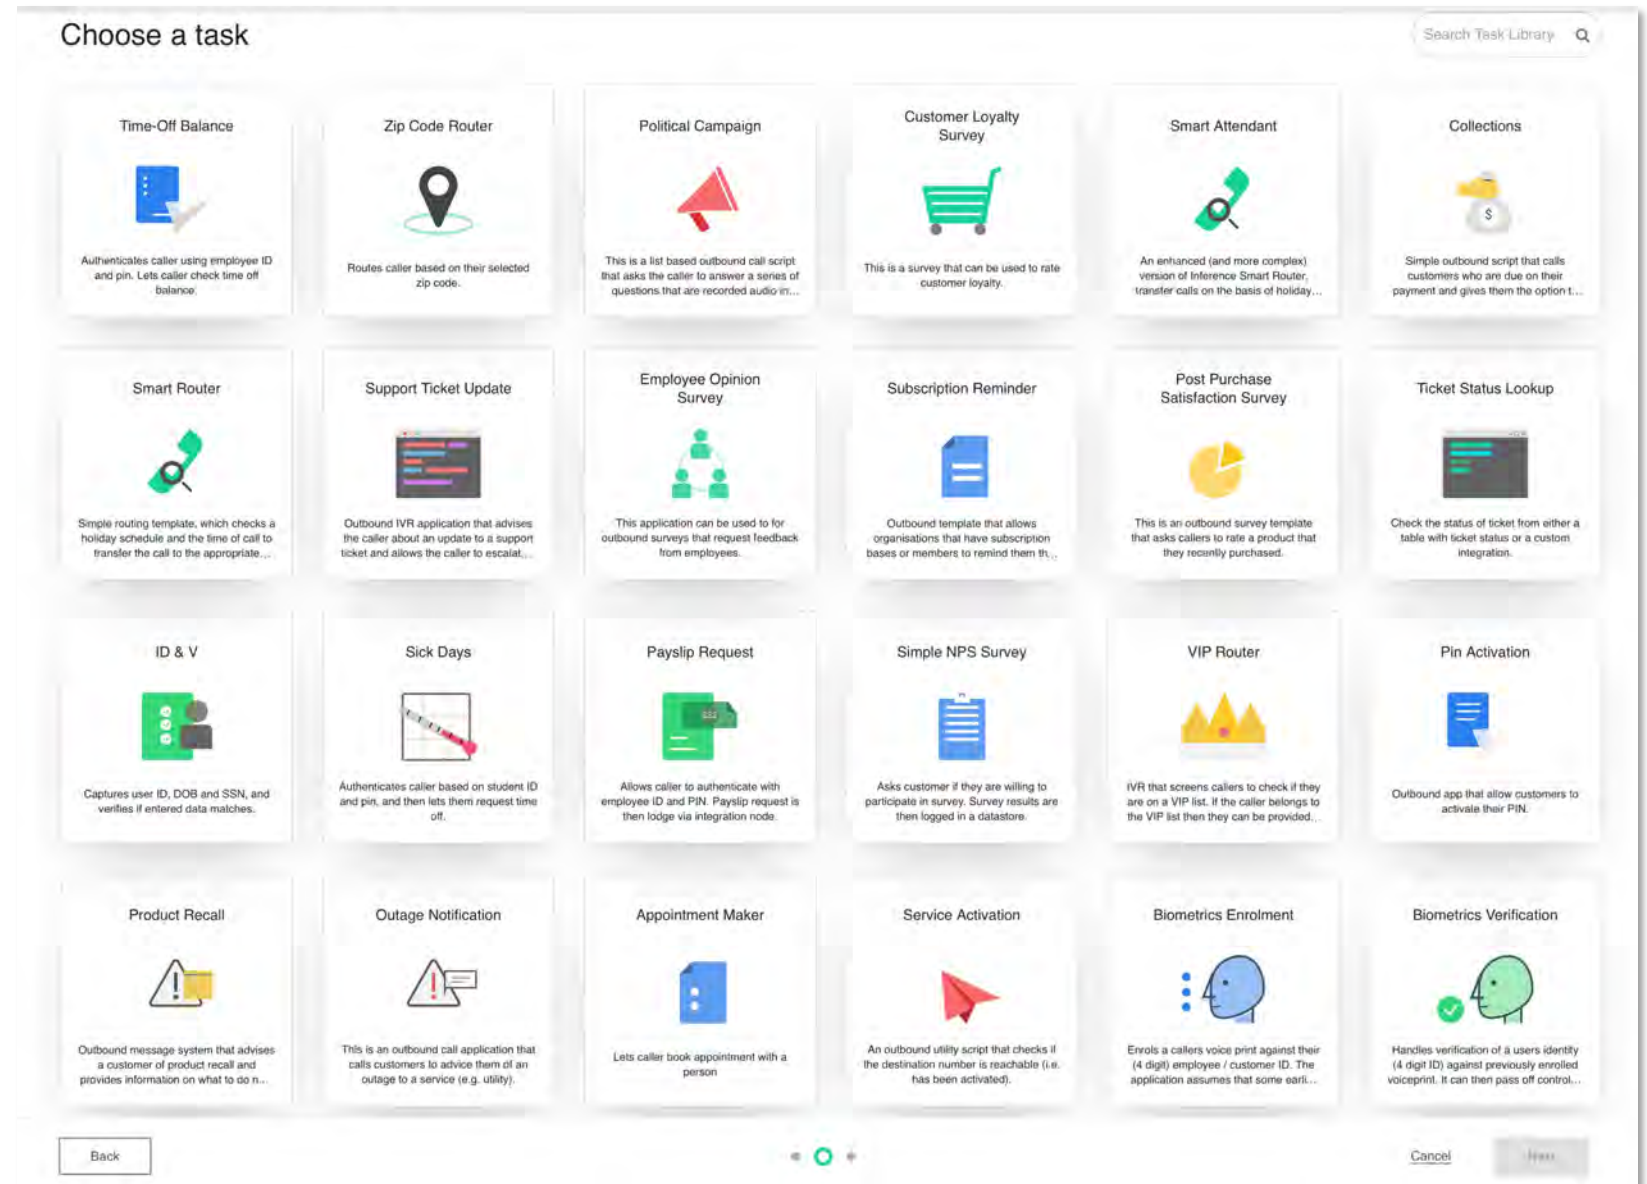 Choose a task
Search Task Library
Time-Off Balance
Authenticates caller using employee ID
and pin. Lets caller check time off
balance.
Zip Code Router
Routes caller based on their selected
zip code.
Political Campaign
This is a list based outbound call script
that asks the caller to answer a series of
questions that are recorded audio in...
Customer Loyalty
Survey
This is a survey that can be used to rate
customer loyalty.
Smart Attendant
An enhanced (and more complex)
version of Inference Smart Router,
transfer calls on the basis of holiday...
Collections
$
Simple outbound script that calls
customers who are due on their
payment and gives them the option t...
Smart Router
Simple routing template, which checks a
holiday schedule and the time of call to
transfer the call to the appropriate...
Support Ticket Update
Outbound IVR application that advises
the caller about an update to a support
ticket and allows the caller to escalat...
Employee Opinion
Survey
This application can be used to for
outbound surveys that request feedback
from employees.
Subscription Reminder
Outbound template that allows
organisations that have subscription
bases or members to remind them th...
Post Purchase
Satisfaction Survey
This is an outbound survey template
that asks callers to rate a product that
they recently purchased.
Ticket Status Lookup
Check the status of ticket from either a
table with ticket status or a custom
integration.
ID & V
Captures user ID, DOB and SSN, and
verifies if entered data matches.
Sick Days
Authenticates caller based on student ID
and pin, and then lets them request time
off.
Payslip Request
Allows caller to authenticate with
employee ID and PIN. Payslip request is
then lodge via integration node.
Simple NPS Survey
Asks customer if they are willing to
participate in survey. Survey results are
then logged in a datastore.
VIP Router
IVR that screens callers to check if they
are on a VIP list. If the caller belongs to
the VIP list then they can be provided...
Pin Activation
Outbound app that allow customers to
activate their PIN.
Product Recall
Outbound message system that advises
a customer of product recall and
provides information on what to do n...
Outage Notification
This is an outbound call application that
calls customers to advice them of an
outage to a service (e.g. utility).
Appointment Maker
Lets caller book appointment with a
person
Service Activation
An outbound utility script that checks if
the destination number is reachable (i.e.
has been activated).
Biometrics Enrolment
Enrols a callers voice print against their
(4 digit) employee / customer ID. The
application assumes that some earli...
Biometrics Verification
Handles verification of a users identity
(4 digit ID) against previously enrolled
voiceprint. It can then pass off control...
Back
Cancel
Next